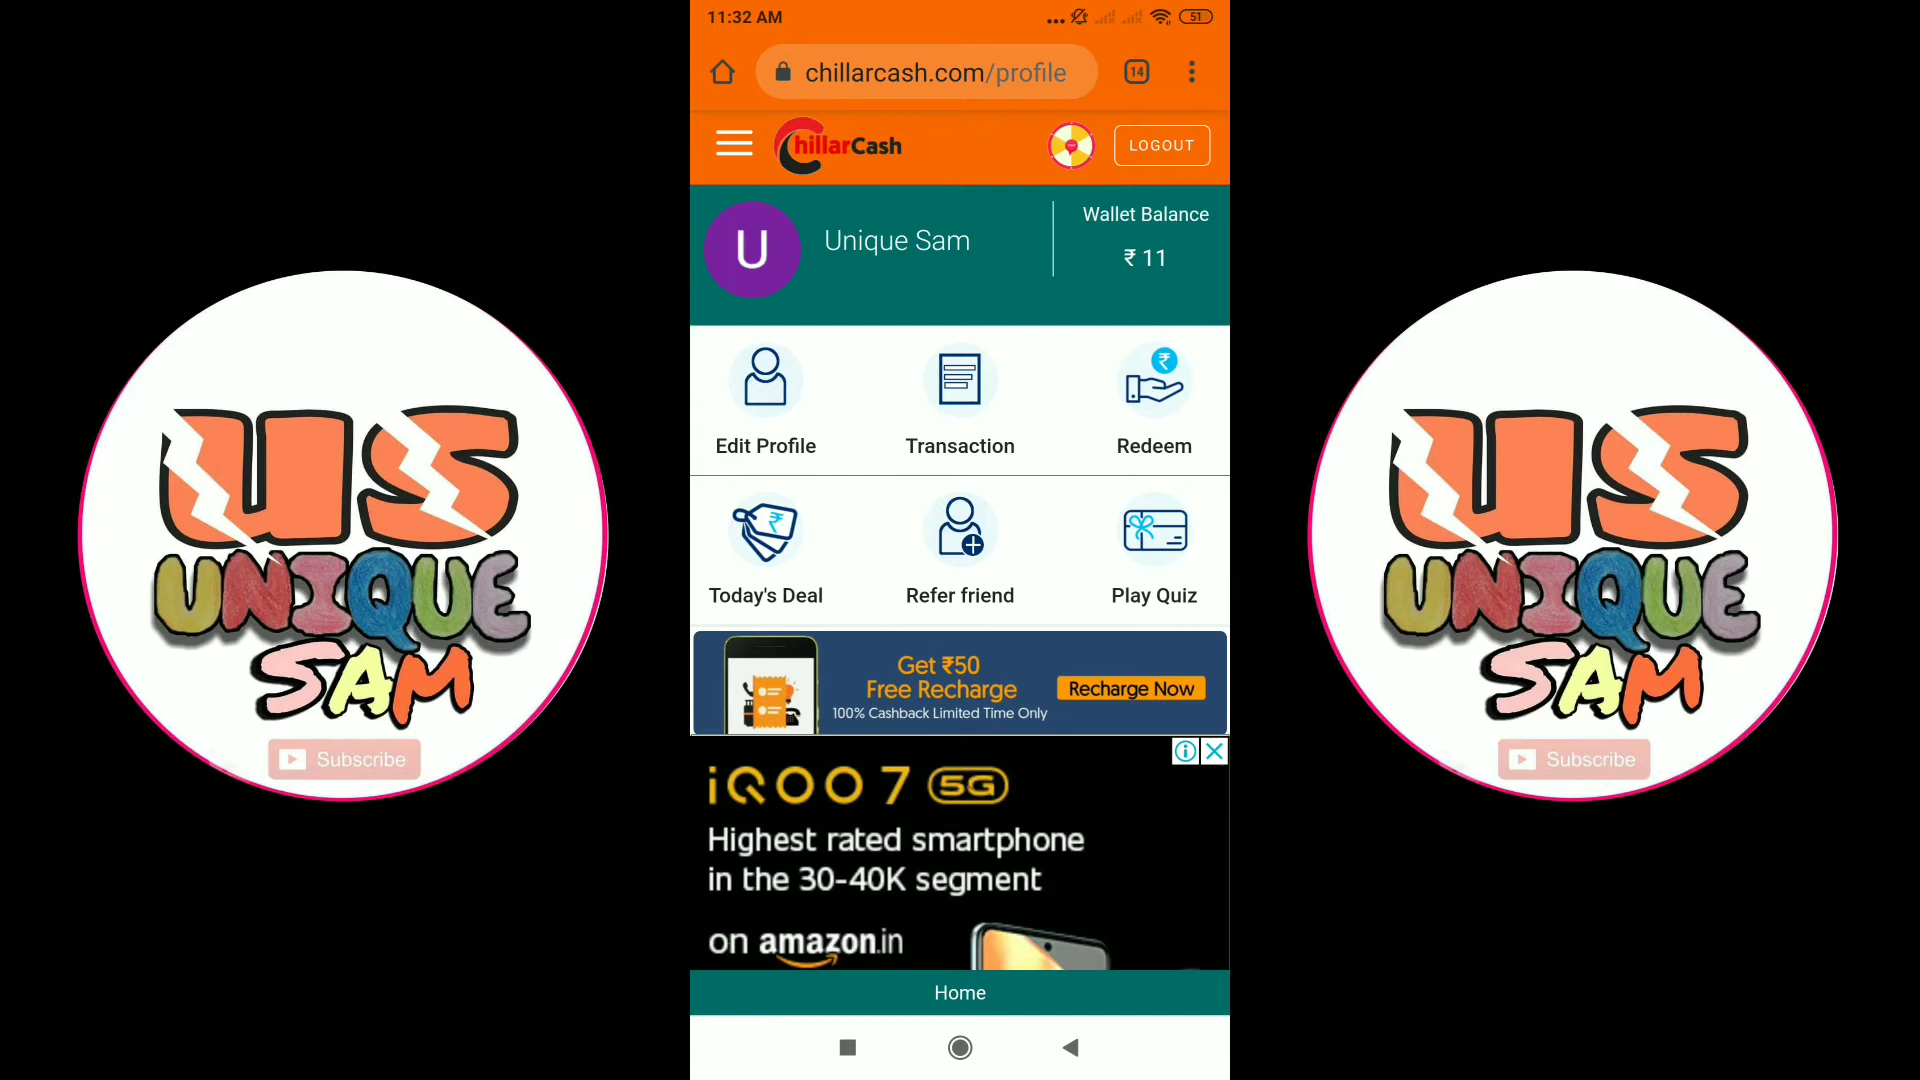 11:32 AM
51
chillarcash.com/profile
14
ChillarCash
LOGOUT
U
Unique Sam
Wallet Balance
₹ 11
Edit Profile
Transaction
Redeem
Today's Deal
Refer friend
Play Quiz
Get ₹50
Free Recharge
100% Cashback Limited Time Only
Recharge Now
iQOO 7 5G
Highest rated smartphone
in the 30-40K segment
on amazon.in
Home
US
UNIQUE
SAM
Subscribe
US
UNIQUE
SAM
Subscribe